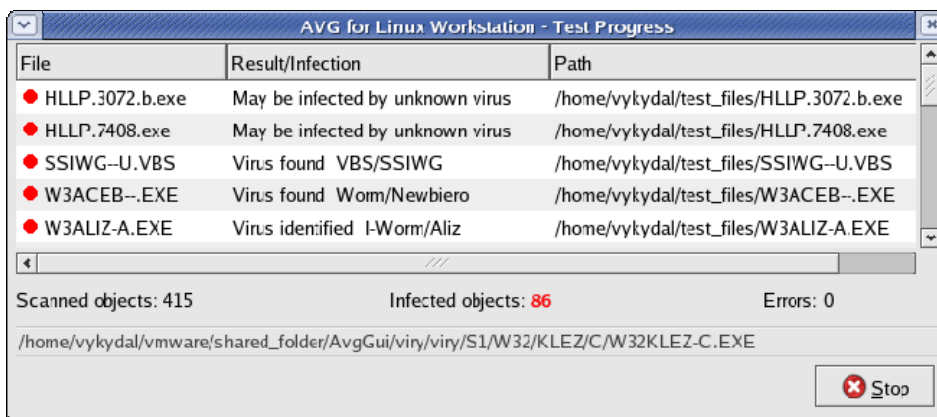 AVG for Linux Workstation - Test Progress
File Result/Infection Path
HLLP.3072.b.exe May be infected by unknown virus /home/vykydal/test_files/HLLP.3072.b.exe
HLLP.7408.exe May be infected by unknown virus /home/vykydal/test_files/HLLP.7408.exe
SSIWG--U.VBS Virus found VBS/SSIWG /home/vykydal/test_files/SSIWG--U.VBS
W3ACEB--.EXE Virus found Worm/Newbiero /home/vykydal/test_files/W3ACEB--.EXE
W3ALIZ-A.EXE Virus identified I-Worm/Aliz /home/vykydal/test_files/W3ALIZ-A.EXE
Scanned objects: 415 Infected objects: 86 Errors: 0
/home/vykydal/vmware/shared_folder/AvgGui/viry/viry/S1/W32/KLEZ/C/W32KLEZ-C.EXE
Stop